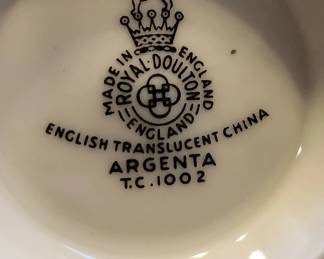 MADE IN ENGLAND
ROYAL·DOULTON
ENGLAND
ENGLISH TRANSLUCENT CHINA
ARGENTA
T.C.1002